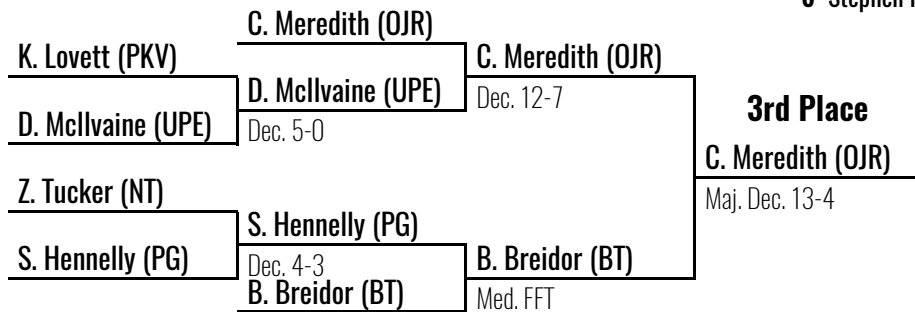 6 Stephen
C. Meredith (OJR)
K. Lovett (PKV)
C. Meredith (OJR)
D. McIlvaine (UPE)
Dec. 12-7
3rd Place
D. McIlvaine (UPE)
Dec. 5-0
C. Meredith (OJR)
Z. Tucker (NT)
Maj. Dec. 13-4
S. Hennelly (PG)
S. Hennelly (PG)
B. Breidor (BT)
Dec. 4-3
B. Breidor (BT)
Med. FFT